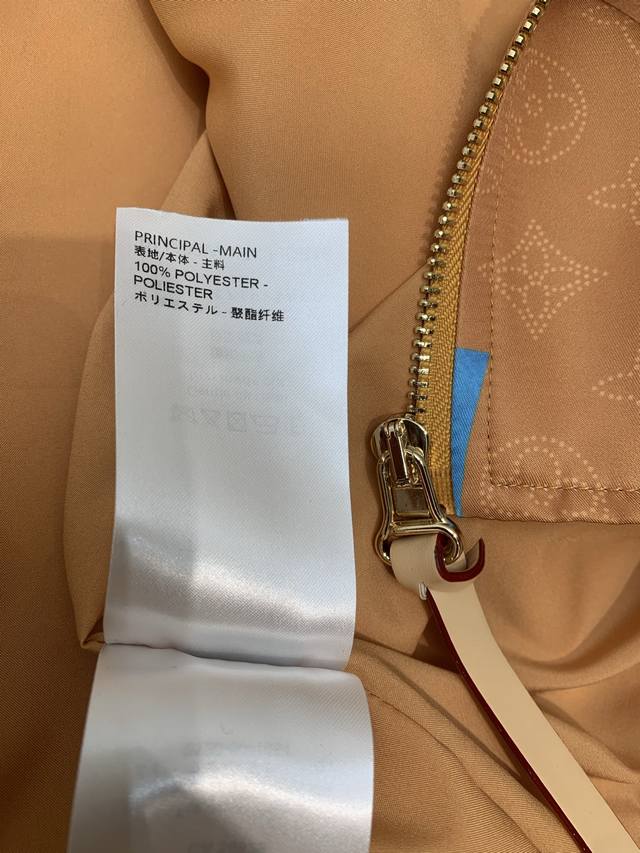 PRINCIPAL -MAIN
表地/本体 - 主料
100% POLYESTER -
POLIESTER
ポリエステル - 聚酯纤维